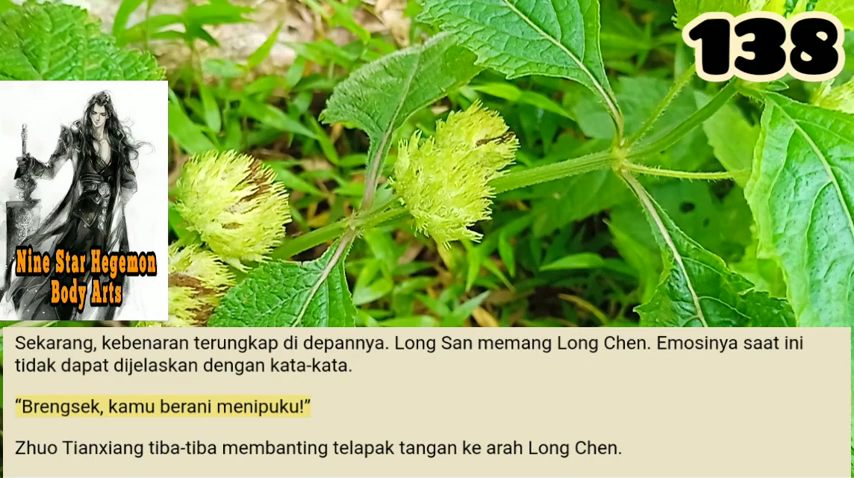 138
Nine Star Hegemon
Body Arts
Sekarang, kebenaran terungkap di depannya. Long San memang Long Chen. Emosinya saat ini
tidak dapat dijelaskan dengan kata-kata.
“Brengsek, kamu berani menipuku!”
Zhuo Tianxiang tiba-tiba membanting telapak tangan ke arah Long Chen.